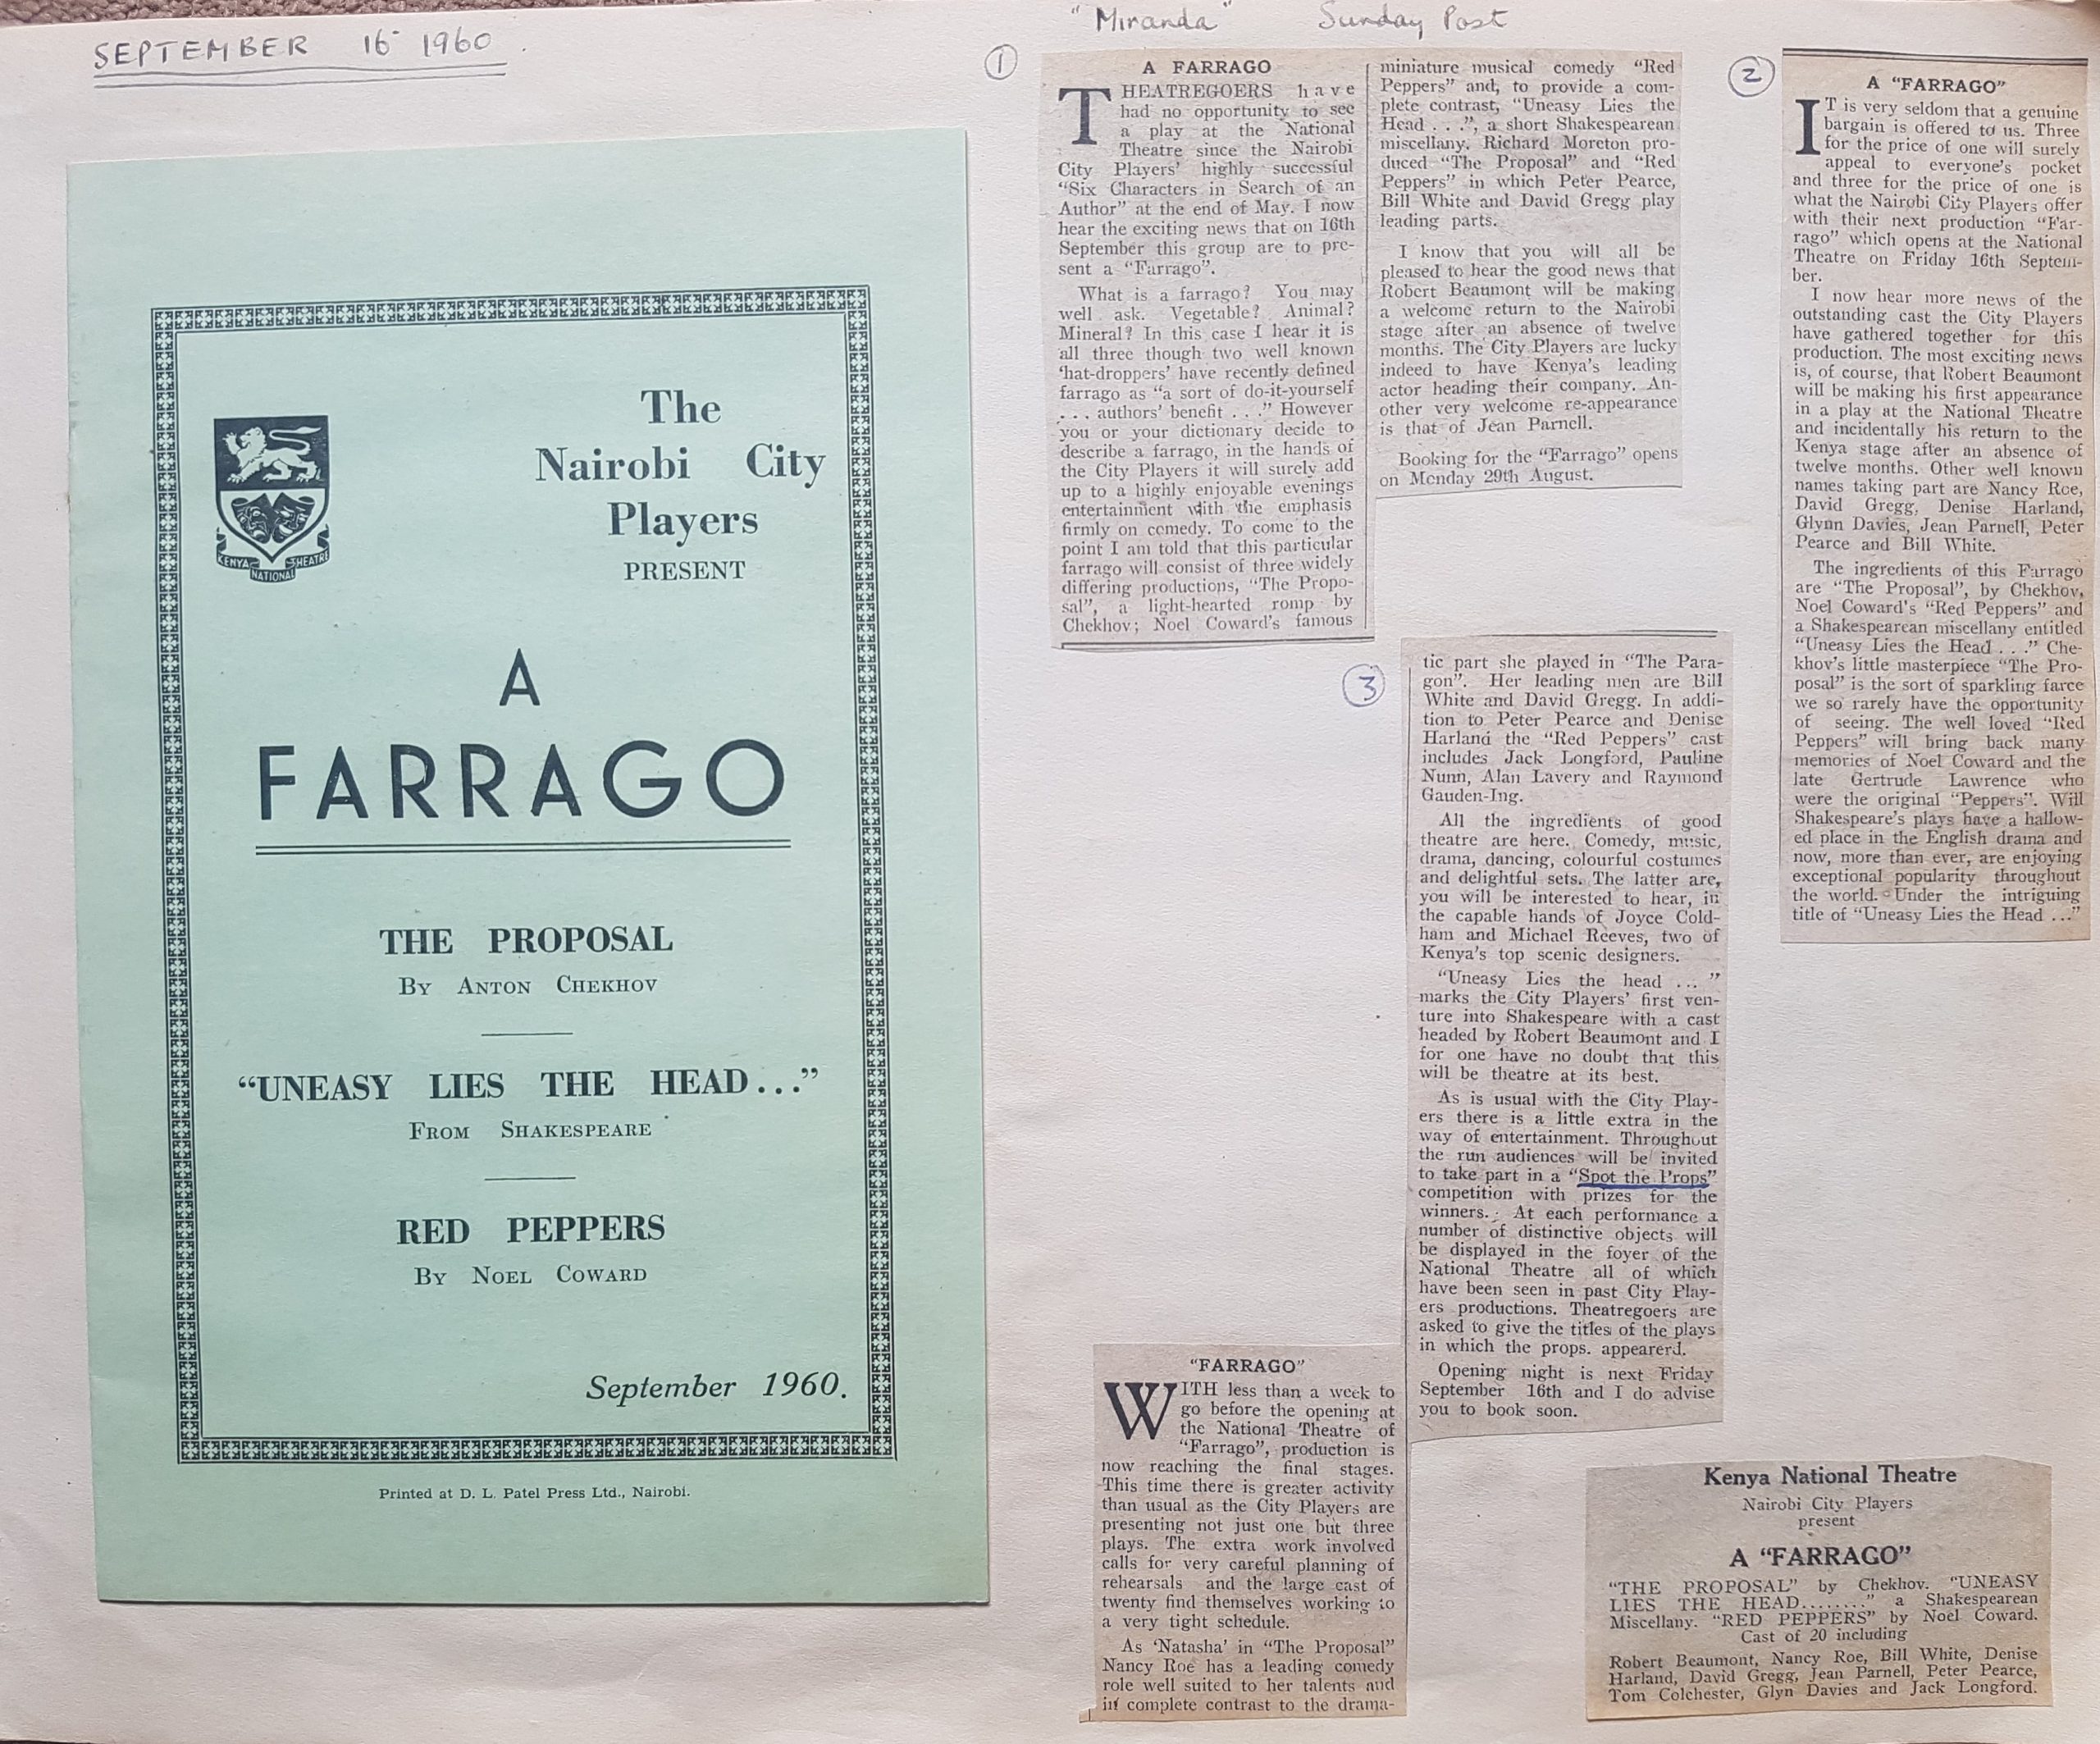 SEPTEMBER 16 1960.
The
Nairobi City
Players
PRESENT
KENYA NATIONAL THEATRE
A
FARRAGO
THE PROPOSAL
BY ANTON CHEKHOV
“UNEASY LIES THE HEAD...”
FROM SHAKESPEARE
RED PEPPERS
BY NOEL COWARD
September 1960.
Printed at D. L. Patel Press Ltd., Nairobi.
"Miranda" Sunday Post
1
A FARRAGO
THEATREGOERS have
had no opportunity to see
a play at the National
Theatre since the Nairobi
City Players' highly successful
“Six Characters in Search of an
Author” at the end of May. I now
hear the exciting news that on 16th
September this group are to pre-
sent a “Farrago”.
What is a farrago? You may
well ask. Vegetable? Animal?
Mineral? In this case I hear it is
all three though two well known
‘hat-droppers’ have recently defined
farrago as “a sort of do-it-yourself
. . . authors’ benefit . . .” However
you or your dictionary decide to
describe a farrago, in the hands of
the City Players it will surely add
up to a highly enjoyable evenings
entertainment with the emphasis
firmly on comedy. To come to the
point I am told that this particular
farrago will consist of three widely
differing productions, “The Propo-
sal”, a light-hearted romp by
Chekhov; Noel Coward's famous
miniature musical comedy “Red
Peppers” and, to provide a com-
plete contrast, “Uneasy Lies the
Head . . .”, a short Shakespearean
miscellany. Richard Moreton pro-
duced “The Proposal” and “Red
Peppers” in which Peter Pearce,
Bill White and David Gregg play
leading parts.
I know that you will all be
pleased to hear the good news that
Robert Beaumont will be making
a welcome return to the Nairobi
stage after an absence of twelve
months. The City Players are lucky
indeed to have Kenya's leading
actor heading their company. An-
other very welcome re-appearance
is that of Jean Parnell.
Booking for the “Farrago” opens
on Monday 29th August.
2
A “FARRAGO”
IT is very seldom that a genuine
bargain is offered to us. Three
for the price of one will surely
appeal to everyone's pocket
and three for the price of one is
what the Nairobi City Players offer
with their next production “Far-
rago” which opens at the National
Theatre on Friday 16th Septem-
ber.
I now hear more news of the
outstanding cast the City Players
have gathered together for this
production. The most exciting news
is, of course, that Robert Beaumont
will be making his first appearance
in a play at the National Theatre
and incidentally his return to the
Kenya stage after an absence of
twelve months. Other well known
names taking part are Nancy Roe,
David Gregg, Denise Harland,
Glynn Davies, Jean Parnell, Peter
Pearce and Bill White.
The ingredients of this Farrago
are “The Proposal”, by Chekhov,
Noel Coward's “Red Peppers” and
a Shakespearean miscellany entitled
“Uneasy Lies the Head . . .” Che-
khov's little masterpiece “The Pro-
posal” is the sort of sparkling farce
we so rarely have the opportunity
of seeing. The well loved “Red
Peppers” will bring back many
memories of Noel Coward and the
late Gertrude Lawrence who
were the original “Peppers”. Will
Shakespeare's plays have a hallow-
ed place in the English drama and
now, more than ever, are enjoying
exceptional popularity throughout
the world. Under the intriguing
title of “Uneasy Lies the Head ...”
3
“FARRAGO”
WITH less than a week to
go before the opening at
the National Theatre of
“Farrago”, production is
now reaching the final stages.
This time there is greater activity
than usual as the City Players are
presenting not just one but three
plays. The extra work involved
calls for very careful planning of
rehearsals and the large cast of
twenty find themselves working to
a very tight schedule.
As ‘Natasha’ in “The Proposal”
Nancy Roe has a leading comedy
role well suited to her talents and
in complete contrast to the drama-
tic part she played in “The Para-
gon”. Her leading men are Bill
White and David Gregg. In addi-
tion to Peter Pearce and Denise
Harland the “Red Peppers” cast
includes Jack Longford, Pauline
Nunn, Alan Lavery and Raymond
Gauden-Ing.
All the ingredients of good
theatre are here. Comedy, music,
drama, dancing, colourful costumes
and delightful sets. The latter are,
you will be interested to hear, in
the capable hands of Joyce Cold-
ham and Michael Reeves, two of
Kenya's top scenic designers.
“Uneasy Lies the head ... ”
marks the City Players' first ven-
ture into Shakespeare with a cast
headed by Robert Beaumont and I
for one have no doubt that this
will be theatre at its best.
As is usual with the City Play-
ers there is a little extra in the
way of entertainment. Throughout
the run audiences will be invited
to take part in a “Spot the Props”
competition with prizes for the
winners. At each performance a
number of distinctive objects will
be displayed in the foyer of the
National Theatre all of which
have been seen in past City Play-
ers productions. Theatregoers are
asked to give the titles of the plays
in which the props. appearerd.
Opening night is next Friday
September 16th and I do advise
you to book soon.
Kenya National Theatre
Nairobi City Players
present
A “FARRAGO”
“THE PROPOSAL” by Chekhov. “UNEASY
LIES THE HEAD........” a Shakespearean
Miscellany. “RED PEPPERS” by Noel Coward.
Cast of 20 including
Robert Beaumont, Nancy Roe, Bill White, Denise
Harland, David Gregg, Jean Parnell, Peter Pearce,
Tom Colchester, Glyn Davies and Jack Longford.